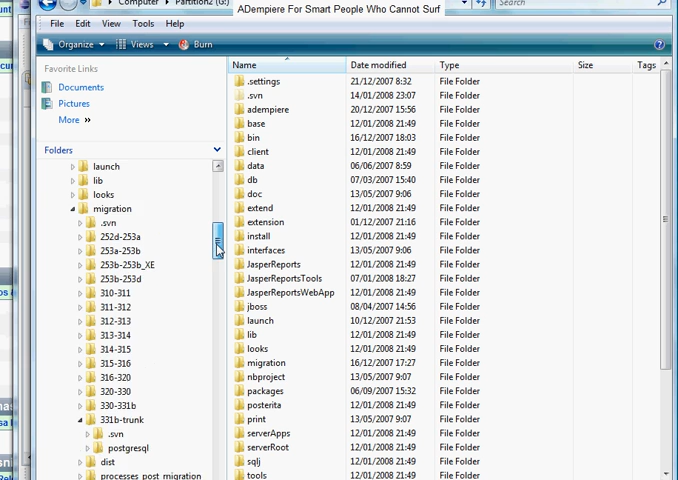 Computer
Partition2 (G:)
Search
ADempiere For Smart People Who Cannot Surf
File Edit View Tools Help
Organize Views Burn
Favorite Links
Documents
Pictures
More
Folders
launch
lib
looks
migration
.svn
252d-253a
253a-253b
253b-253b_XE
253b-253d
310-311
311-312
312-313
313-314
314-315
315-316
316-320
320-330
330-331b
331b-trunk
.svn
postgresql
dist
processes_post_migration
Name Date modified Type Size Tags
.settings 21/12/2007 8:32 File Folder
.svn 14/01/2008 23:07 File Folder
adempiere 20/12/2007 15:56 File Folder
base 12/01/2008 21:49 File Folder
bin 16/12/2007 18:03 File Folder
client 12/01/2008 21:49 File Folder
data 06/06/2007 8:59 File Folder
db 07/03/2007 15:40 File Folder
doc 13/05/2007 9:06 File Folder
extend 12/01/2008 21:49 File Folder
extension 01/12/2007 21:16 File Folder
install 12/01/2008 21:49 File Folder
interfaces 13/05/2007 9:06 File Folder
JasperReports 12/01/2008 21:49 File Folder
JasperReportsTools 07/01/2008 18:27 File Folder
JasperReportsWebApp 12/01/2008 21:49 File Folder
jboss 08/04/2007 14:56 File Folder
launch 10/12/2007 21:53 File Folder
lib 12/01/2008 21:49 File Folder
looks 12/01/2008 21:49 File Folder
migration 16/12/2007 17:27 File Folder
nbproject 13/05/2007 9:07 File Folder
packages 06/09/2007 15:32 File Folder
posterita 12/01/2008 21:49 File Folder
print 13/05/2007 9:07 File Folder
serverApps 12/01/2008 21:49 File Folder
serverRoot 12/01/2008 21:49 File Folder
sqlj 12/01/2008 21:49 File Folder
tools 12/01/2008 21:49 File Folder